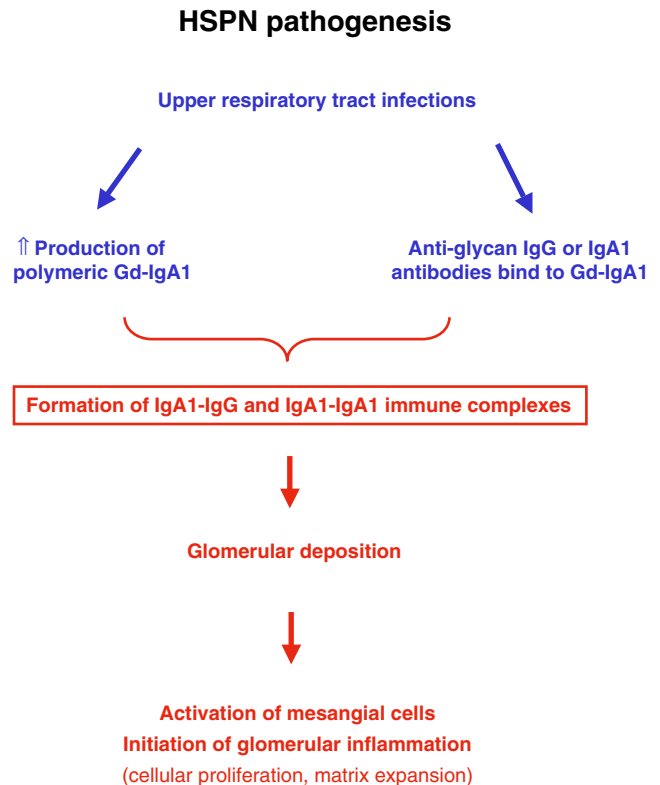 HSPN pathogenesis
Upper respiratory tract infections
⇑ Production of
polymeric Gd-IgA1
Anti-glycan IgG or IgA1
antibodies bind to Gd-IgA1
Formation of IgA1-IgG and IgA1-IgA1 immune complexes
Glomerular deposition
Activation of mesangial cells
Initiation of glomerular inflammation
(cellular proliferation, matrix expansion)